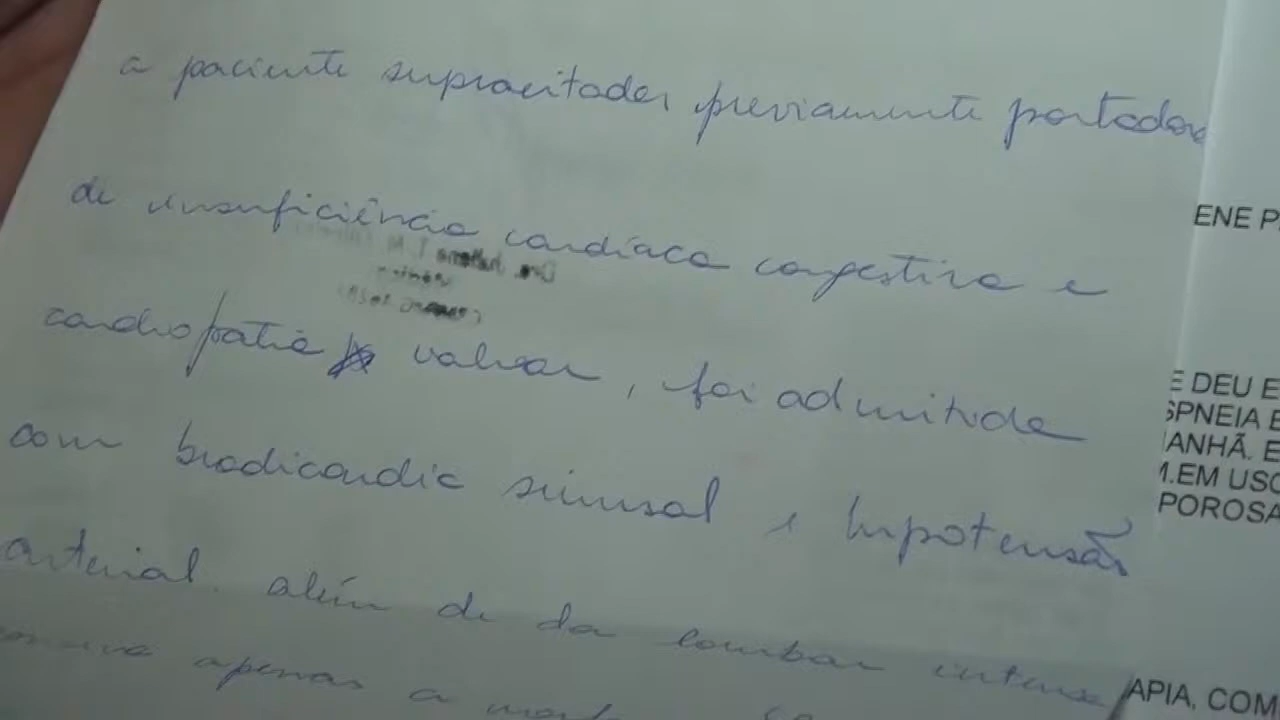 a paciente supracitada, previamente portadora
de insuficiência cardíaca congestiva e
cardiopatia valvar, foi admitida
com bradicardia sinusal e hipotensão
arterial. além de da lombar intensa
apenas a
ENE P
E DEU E
SPNEIA E
ANHÃ. E
M.EM USO
POROSA
APIA, COM